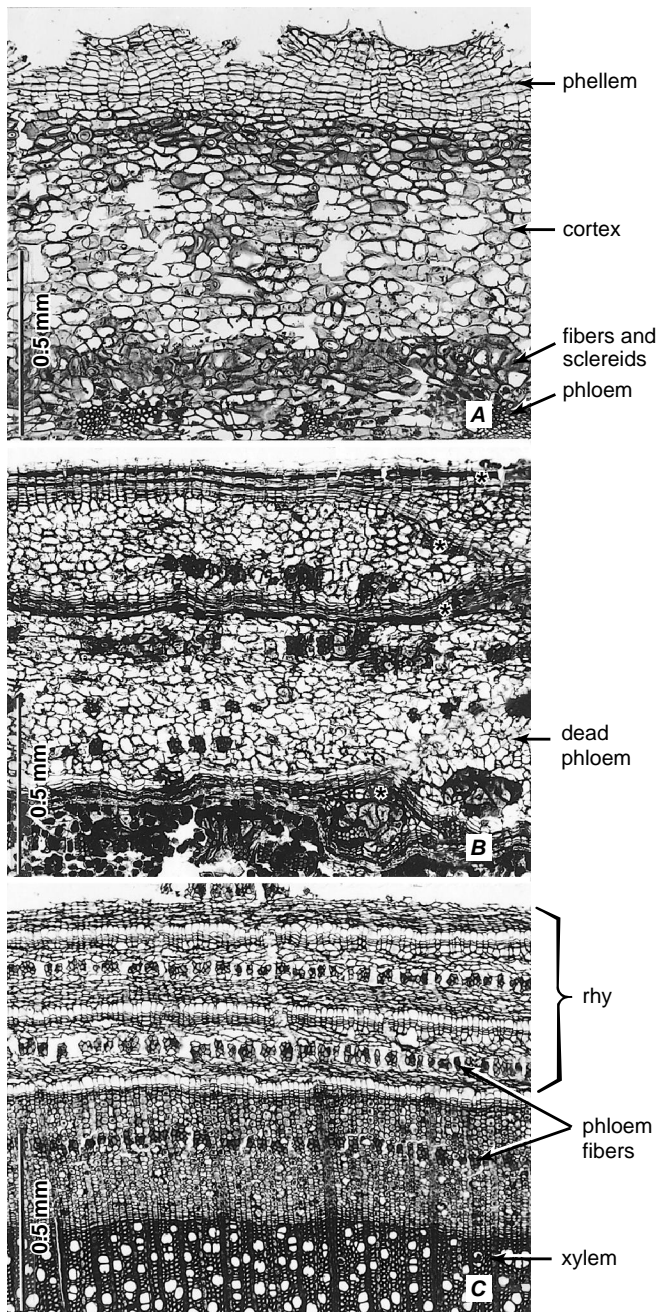 phellem
cortex
0.5 mm
fibers and
sclereids
phloem
A
*
*
*
dead
phloem
0.5 mm
*
B
rhy
phloem
fibers
0.5 mm
xylem
C